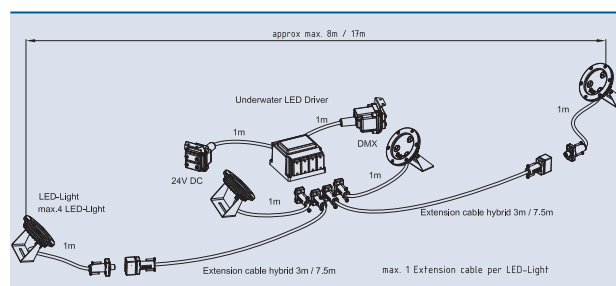 approx max. 8m / 17m
Underwater LED Driver
1m
1m
1m
DMX
24V DC
1m
1m
LED-Light
max.4 LED-Light
1m
Extension cable hybrid 3m / 7.5m
Extension cable hybrid 3m / 7.5m
max. 1 Extension cable per LED-Light